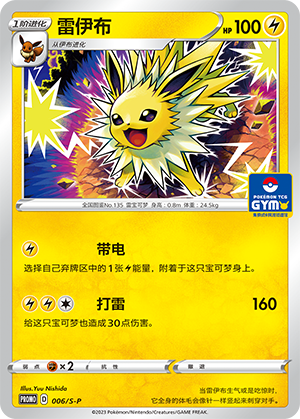 1阶进化
雷伊布
HP 100
从伊布进化
全国图鉴No.135 雷宝可梦 身高：0.8m 体重：24.5kg
POKÉMON TCG
GYM
带电
选择自己弃牌区中的1张能量，附着于这只宝可梦身上。
打雷 160
给这只宝可梦也造成30点伤害。
弱点 ×2 抵抗力 撤退
Illus.Yuu Nishida
PROMO D 006/S-P
当雷伊布生气或是吃惊时，
它全身的体毛会像针一样竖起来刺穿对手。
©2023 Pokémon/Nintendo/Creatures/GAME FREAK.